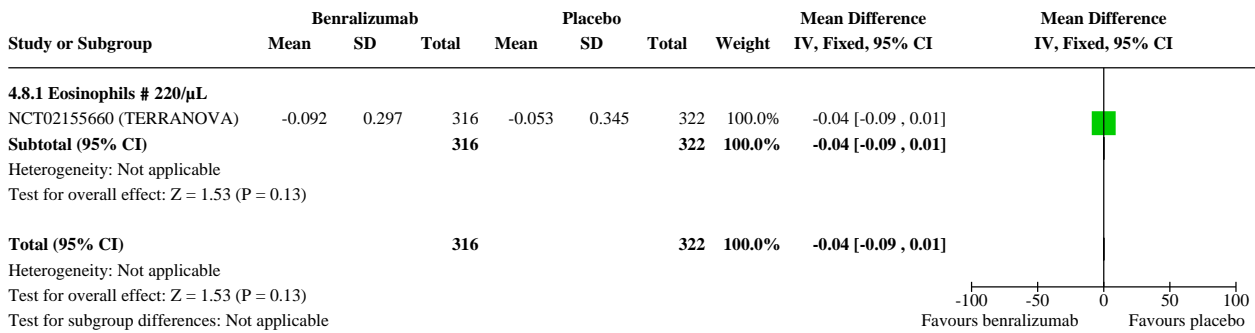 Benralizumab Placebo Mean Difference Mean Difference
Study or Subgroup Mean SD Total Mean SD Total Weight IV, Fixed, 95% CI IV, Fixed, 95% CI
4.8.1 Eosinophils # 220/µL
NCT02155660 (TERRANOVA) -0.092 0.297 316 -0.053 0.345 322 100.0% -0.04 [-0.09 , 0.01]
Subtotal (95% CI) 316 322 100.0% -0.04 [-0.09 , 0.01]
Heterogeneity: Not applicable
Test for overall effect: Z = 1.53 (P = 0.13)
Total (95% CI) 316 322 100.0% -0.04 [-0.09 , 0.01]
Heterogeneity: Not applicable
Test for overall effect: Z = 1.53 (P = 0.13) -100 -50 0 50 100
Test for subgroup differences: Not applicable Favours benralizumab Favours placebo